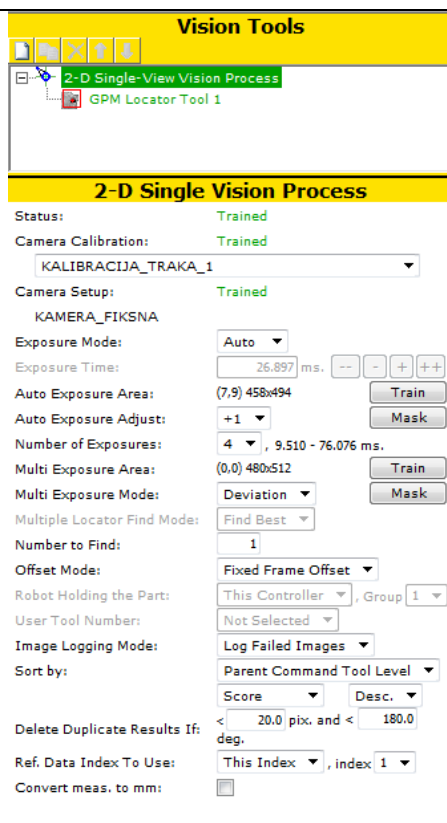 Vision Tools
2-D Single-View Vision Process
GPM Locator Tool 1
2-D Single Vision Process
Status: Trained
Camera Calibration: Trained
KALIBRACIJA_TRAKA_1
Camera Setup: Trained
KAMERA_FIKSNA
Exposure Mode: Auto
Exposure Time: 26.897 ms. -- - + ++
Auto Exposure Area: (7,9) 458x494 Train
Auto Exposure Adjust: +1 Mask
Number of Exposures: 4 , 9.510 - 76.076 ms.
Multi Exposure Area: (0,0) 480x512 Train
Multi Exposure Mode: Deviation Mask
Multiple Locator Find Mode: Find Best
Number to Find: 1
Offset Mode: Fixed Frame Offset
Robot Holding the Part: This Controller , Group 1
User Tool Number: Not Selected
Image Logging Mode: Log Failed Images
Sort by: Parent Command Tool Level
Score Desc.
Delete Duplicate Results If: < 20.0 pix. and < 180.0
deg.
Ref. Data Index To Use: This Index , index 1
Convert meas. to mm: